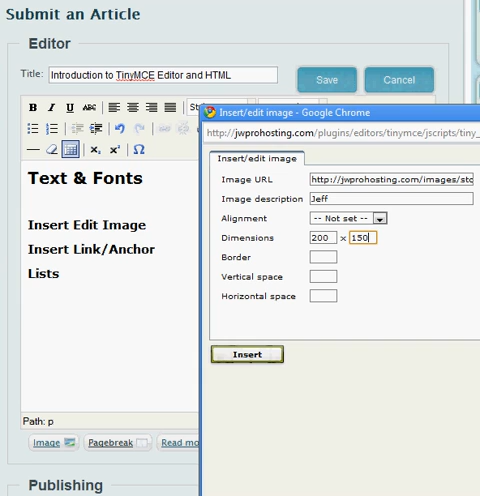 Submit an Article
Editor
Title: Introduction to TinyMCE Editor and HTML
Save
Cancel
B I U ABC
Insert/edit image - Google Chrome
http://jwprohosting.com/plugins/editors/tinymce/jscripts/tiny_
Insert/edit image
Image URL http://jwprohosting.com/images/sto
Image description Jeff
Alignment -- Not set --
Dimensions 200 x 150
Border
Vertical space
Horizontal space
Insert
x₂ x² Ω
Text & Fonts
Insert Edit Image
Insert Link/Anchor
Lists
Path: p
Image
Pagebreak
Read mo
Publishing